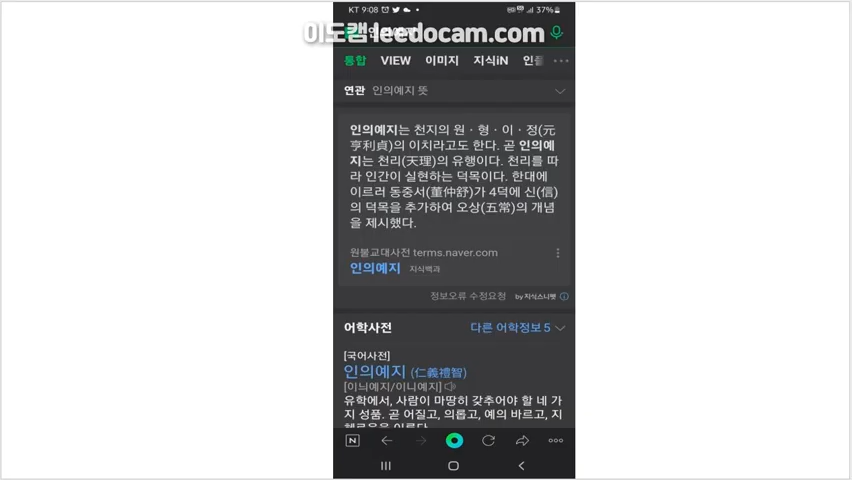 KT 9:08
37%
이도캠 leedocam.com
통합 VIEW 이미지 지식iN 인플
연관 인의예지 뜻
인의예지는 천지의 원·형·이·정(元
亨利貞)의 이치라고도 한다. 곧 인의예
지는 천리(天理)의 유행이다. 천리를 따
라 인간이 실현하는 덕목이다. 한대에
이르러 동중서(董仲舒)가 4덕에 신(信)
의 덕목을 추가하여 오상(五常)의 개념
을 제시했다.
원불교대사전 terms.naver.com
인의예지 지식백과
정보오류 수정요청 by 지식스니펫
어학사전 다른 어학정보 5
[국어사전]
인의예지 (仁義禮智)
[이늬예지/이니예지]
유학에서, 사람이 마땅히 갖추어야 할 네 가
지 성품. 곧 어질고, 의롭고, 예의 바르고, 지
N